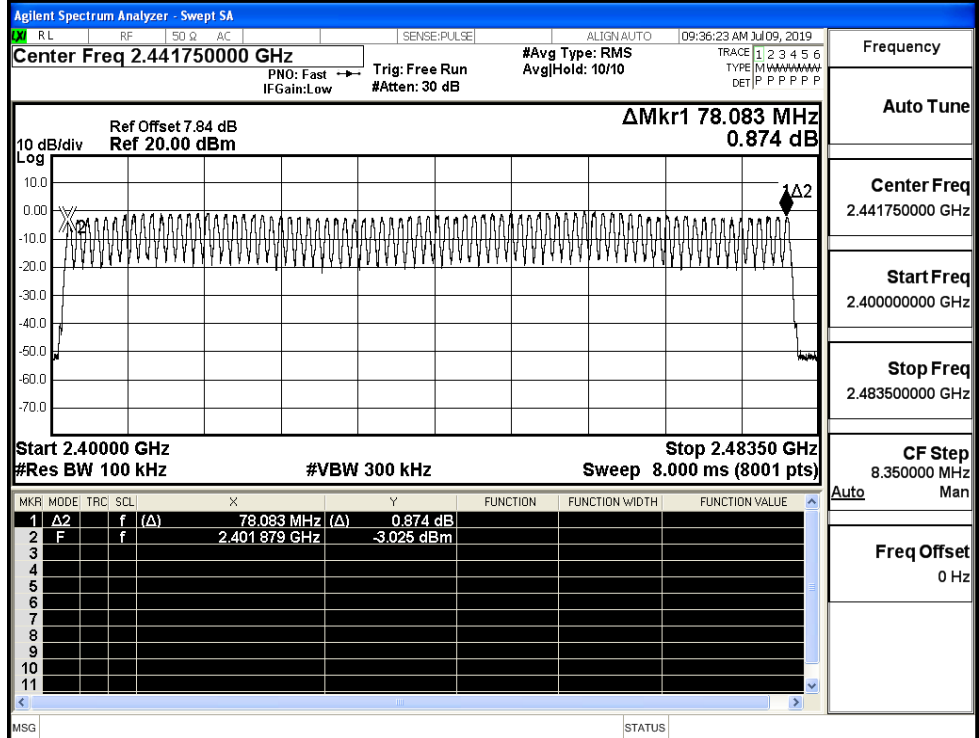 Agilent Spectrum Analyzer - Swept SA
LXI RL RF 50 Ω AC SENSE:PULSE ALIGN AUTO 09:36:23 AM Jul 09, 2019
Center Freq 2.441750000 GHz
PNO: Fast
IFGain:Low
Trig: Free Run
#Atten: 30 dB
#Avg Type: RMS
Avg|Hold: 10/10
TRACE 1 2 3 4 5 6
TYPE M W W W W W
DET P P P P P P
ΔMkr1 78.083 MHz
0.874 dB
Ref Offset 7.84 dB
10 dB/div Ref 20.00 dBm
Log
10.0
0.00
-10.0
-20.0
-30.0
-40.0
-50.0
-60.0
-70.0
1Δ2
2
Start 2.40000 GHz Stop 2.48350 GHz
#Res BW 100 kHz #VBW 300 kHz Sweep 8.000 ms (8001 pts)
MKR MODE TRC SCL X Y FUNCTION FUNCTION WIDTH FUNCTION VALUE
1 Δ2 f (Δ) 78.083 MHz (Δ) 0.874 dB
2 F f 2.401 879 GHz -3.025 dBm
3
4
5
6
7
8
9
10
11
MSG STATUS
Frequency
Auto Tune
Center Freq
2.441750000 GHz
Start Freq
2.400000000 GHz
Stop Freq
2.483500000 GHz
CF Step
8.350000 MHz
Auto Man
Freq Offset
0 Hz